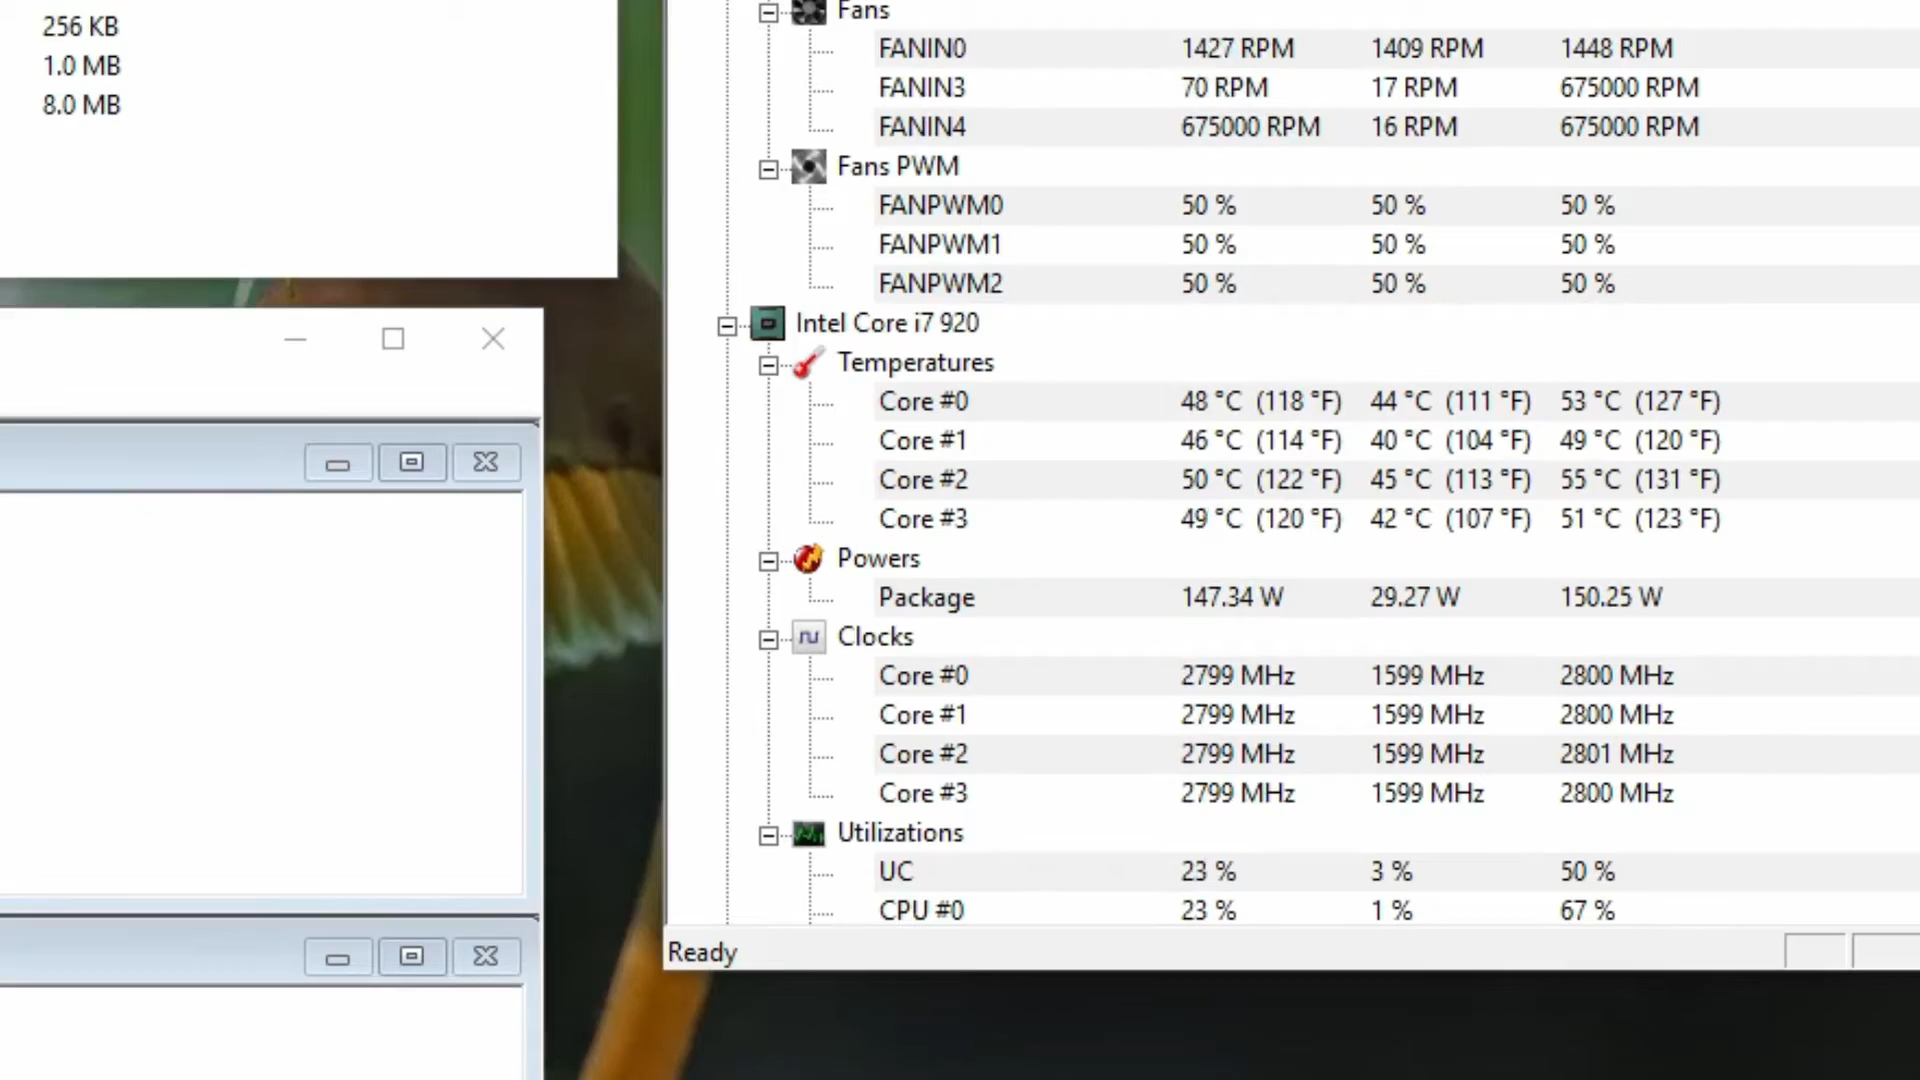 256 KB
1.0 MB
8.0 MB
Fans
FANIN0 1427 RPM 1409 RPM 1448 RPM
FANIN3 70 RPM 17 RPM 675000 RPM
FANIN4 675000 RPM 16 RPM 675000 RPM
Fans PWM
FANPWM0 50 % 50 % 50 %
FANPWM1 50 % 50 % 50 %
FANPWM2 50 % 50 % 50 %
Intel Core i7 920
Temperatures
Core #0 48 °C (118 °F) 44 °C (111 °F) 53 °C (127 °F)
Core #1 46 °C (114 °F) 40 °C (104 °F) 49 °C (120 °F)
Core #2 50 °C (122 °F) 45 °C (113 °F) 55 °C (131 °F)
Core #3 49 °C (120 °F) 42 °C (107 °F) 51 °C (123 °F)
Powers
Package 147.34 W 29.27 W 150.25 W
Clocks
Core #0 2799 MHz 1599 MHz 2800 MHz
Core #1 2799 MHz 1599 MHz 2800 MHz
Core #2 2799 MHz 1599 MHz 2801 MHz
Core #3 2799 MHz 1599 MHz 2800 MHz
Utilizations
UC 23 % 3 % 50 %
CPU #0 23 % 1 % 67 %
Ready